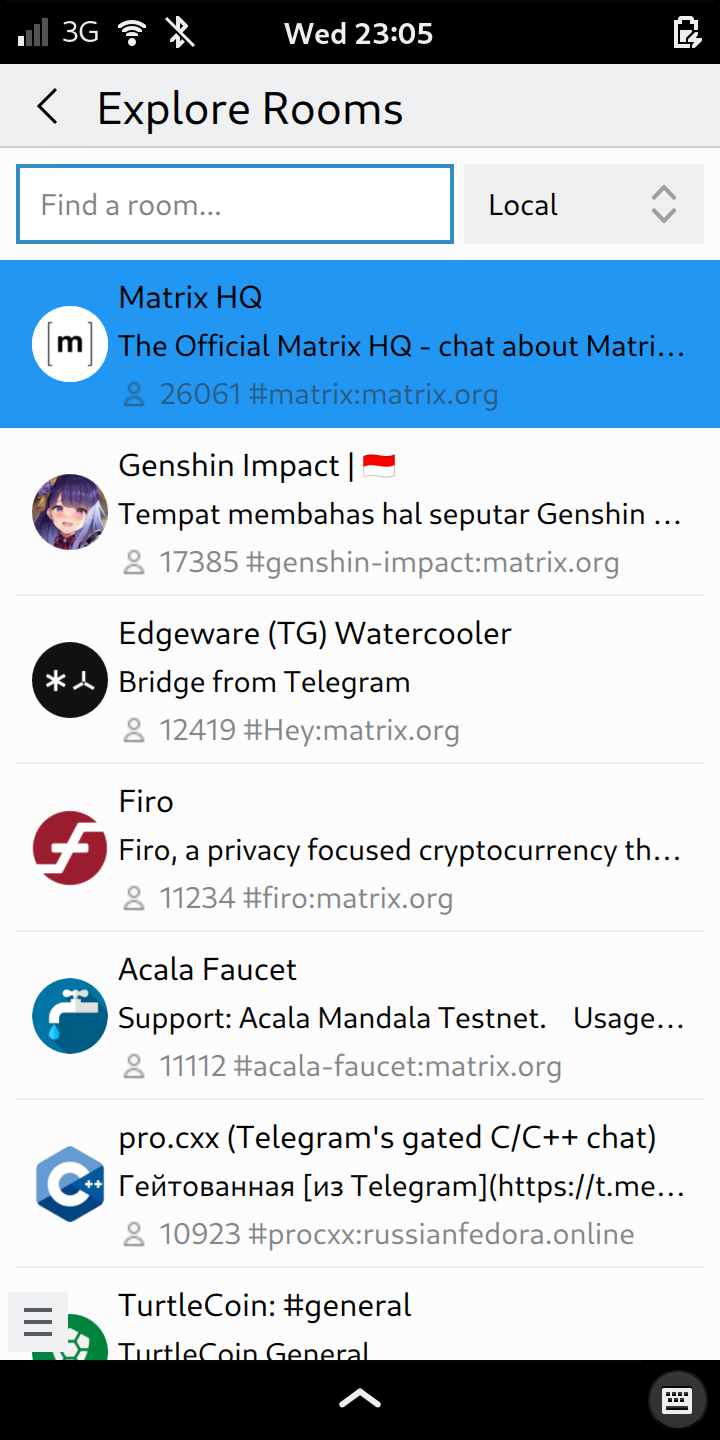 3G Wed 23:05
Explore Rooms
Find a room...
Local
Matrix HQ
[m]
The Official Matrix HQ - chat about Matri...
26061 #matrix:matrix.org
Genshin Impact | 🇮🇩
Tempat membahas hal seputar Genshin ...
17385 #genshin-impact:matrix.org
Edgeware (TG) Watercooler
Bridge from Telegram
12419 #Hey:matrix.org
Firo
Firo, a privacy focused cryptocurrency th...
11234 #firo:matrix.org
Acala Faucet
Support: Acala Mandala Testnet. Usage...
11112 #acala-faucet:matrix.org
pro.cxx (Telegram's gated C/C++ chat)
C++
Гейтованная [из Telegram](https://t.me...
10923 #procxx:russianfedora.online
TurtleCoin: #general
TurtleCoin General